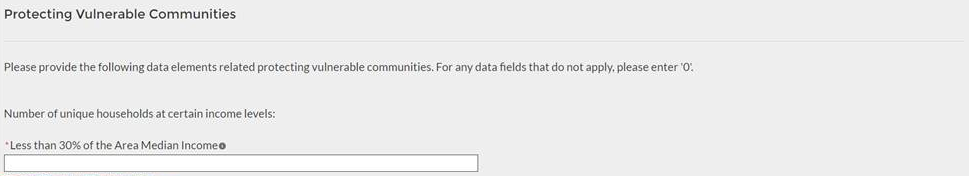 Protecting Vulnerable Communities
Please provide the following data elements related protecting vulnerable communities. For any data fields that do not apply, please enter '0'.
Number of unique households at certain income levels:
*Less than 30% of the Area Median Income